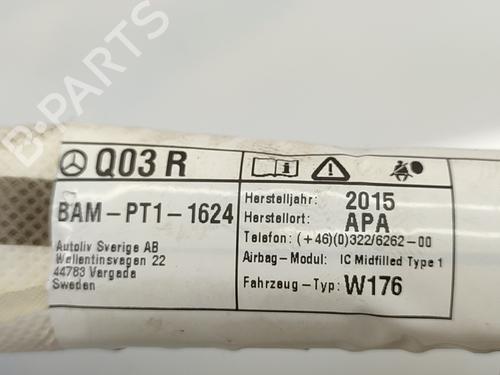 Q03 R
BAM-PT1-1624
Autoliv Sverige AB
Wallentinsvagen 22
44783 Vargada
Sweden
Herstelljahr: 2015
Herstellort: APA
Telefon: (+46)(0)322/6262-00
Airbag-Modul: IC Midfilled Type 1
Fahrzeug-Typ: W176
B-PARTS